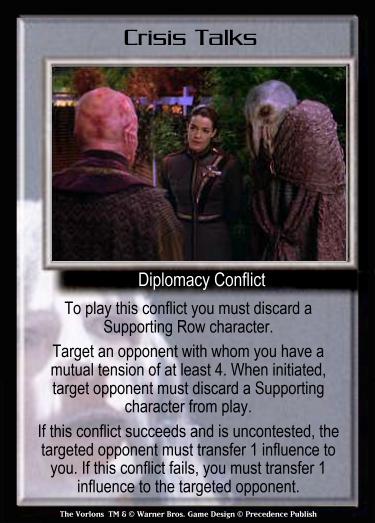 Crisis Talks
Diplomacy Conflict
To play this conflict you must discard a
Supporting Row character.
Target an opponent with whom you have a
mutual tension of at least 4. When initiated,
target opponent must discard a Supporting
character from play.
If this conflict succeeds and is uncontested, the
targeted opponent must transfer 1 influence to
you. If this conflict fails, you must transfer 1
influence to the targeted opponent.
The Vorlons TM & © Warner Bros. Game Design © Precedence Publish